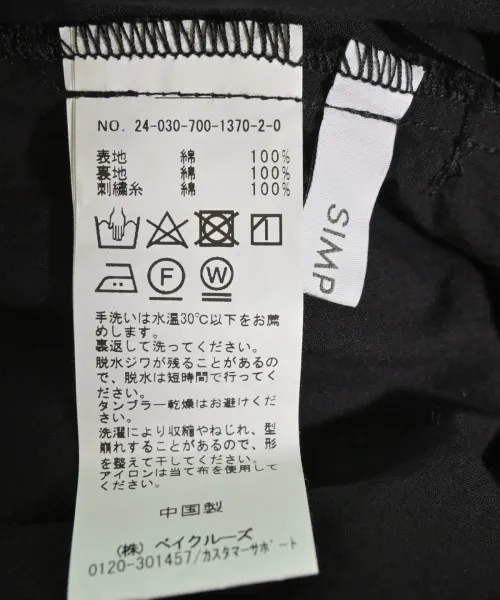 NO. 24-030-700-1370-2-0
表地 綿 100%
裏地 綿 100%
刺繍糸 綿 100%
F
W
手洗いは水温30℃以下をお薦
めします。
裏返して洗ってください。
脱水ジワが残ることがあるの
で、脱水は短時間で行ってく
ださい。
タンブラー乾燥はお避けくだ
さい。
洗濯により収縮やねじれ、型
崩れすることがあるので、形
を整えて干してください。
アイロンは当て布を使用して
ください。
中国製
(株) ベイクルーズ
0120-301457/カスタマーサポート
SIMP